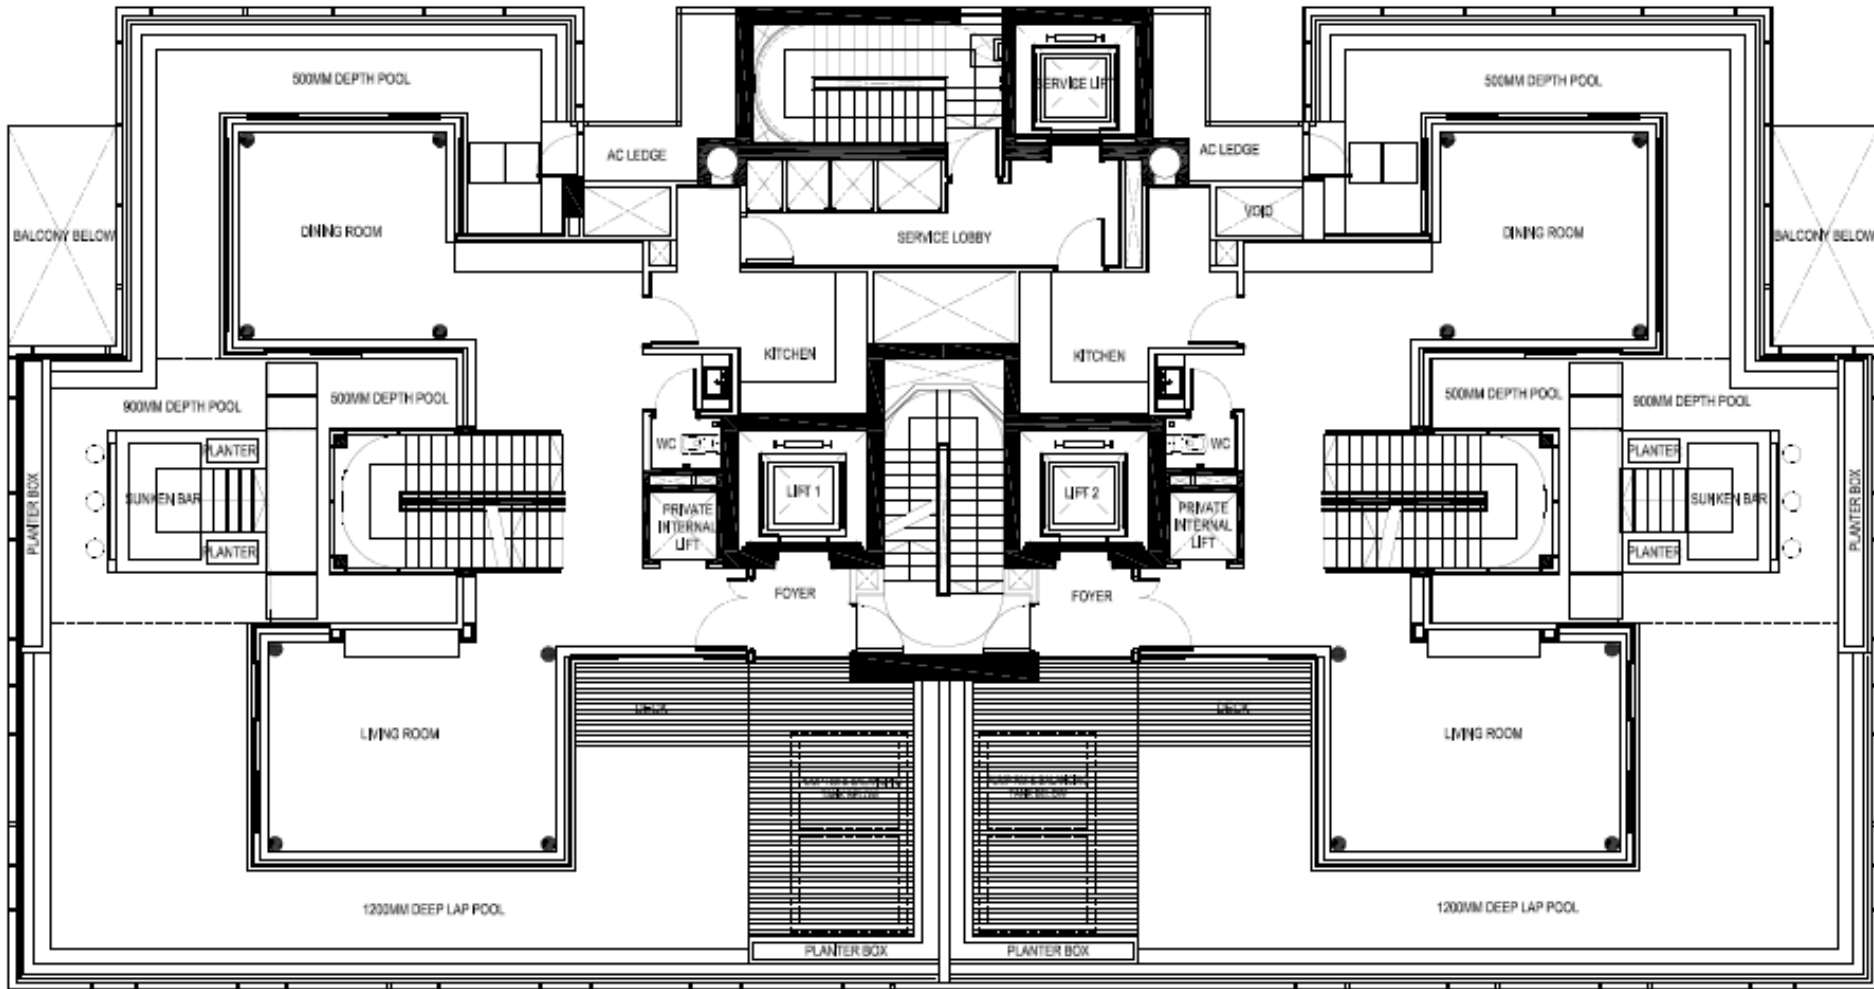 500MM DEPTH POOL
SERVICE LIFT
500MM DEPTH POOL
AC LEDGE
AC LEDGE
BALCONY BELOW
DINING ROOM
SERVICE LOBBY
VOID
DINING ROOM
BALCONY BELOW
KITCHEN
KITCHEN
900MM DEPTH POOL
500MM DEPTH POOL
500MM DEPTH POOL
900MM DEPTH POOL
PLANTER
WC
WC
PLANTER
PLANTER BOX
SUNKEN BAR
LIFT 1
LIFT 2
SUNKEN BAR
PLANTER BOX
PRIVATE
INTERNAL
LIFT
PRIVATE
INTERNAL
LIFT
PLANTER
PLANTER
FOYER
FOYER
DECK
DECK
LIVING ROOM
LIVING ROOM
TANK BELOW
TANK BELOW
1200MM DEEP LAP POOL
1200MM DEEP LAP POOL
PLANTER BOX
PLANTER BOX